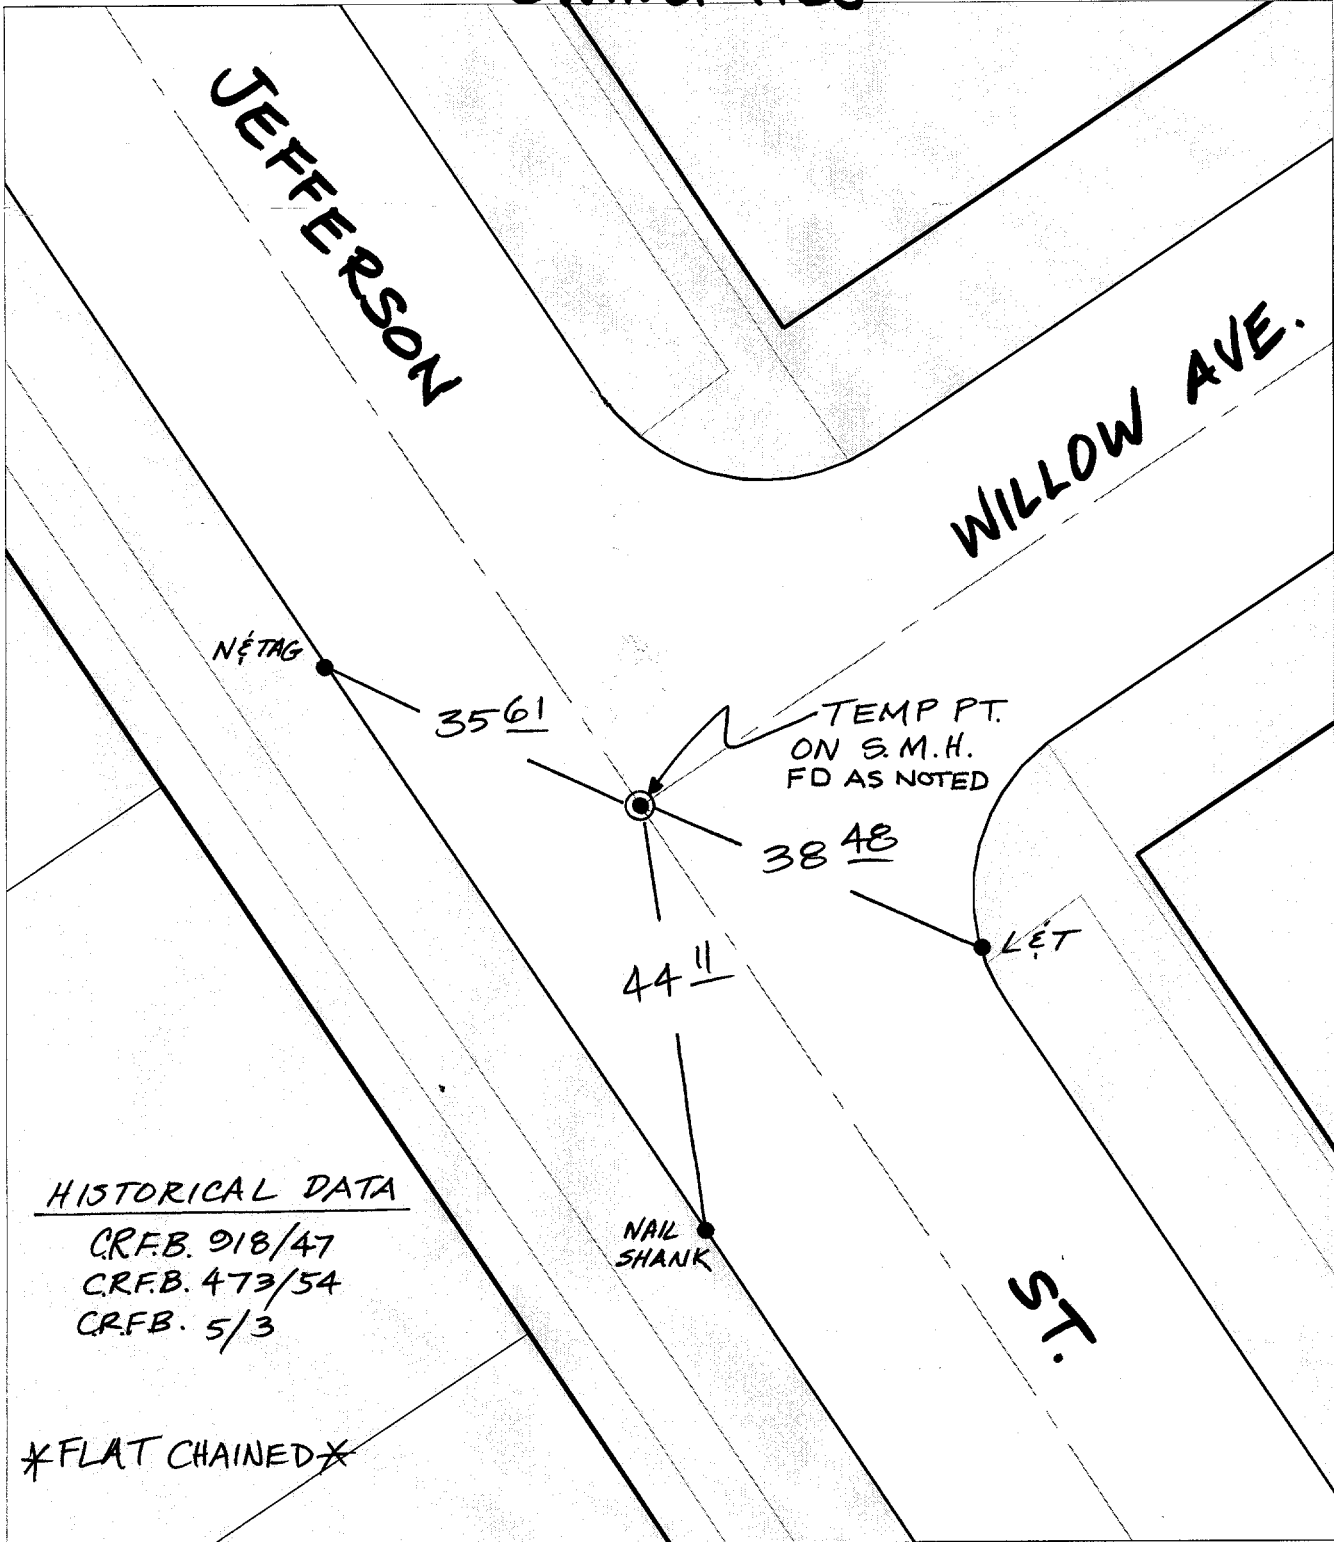 JEFFERSON
WILLOW AVE.
N & TAG
35 61
TEMP PT.
ON S.M.H.
FD AS NOTED
38 48
L & T
44 11
HISTORICAL DATA
C.R.F.B. 918/47
C.R.F.B. 473/54
C.R.F.B. 5/3
NAIL
SHANK
ST.
*FLAT CHAINED*